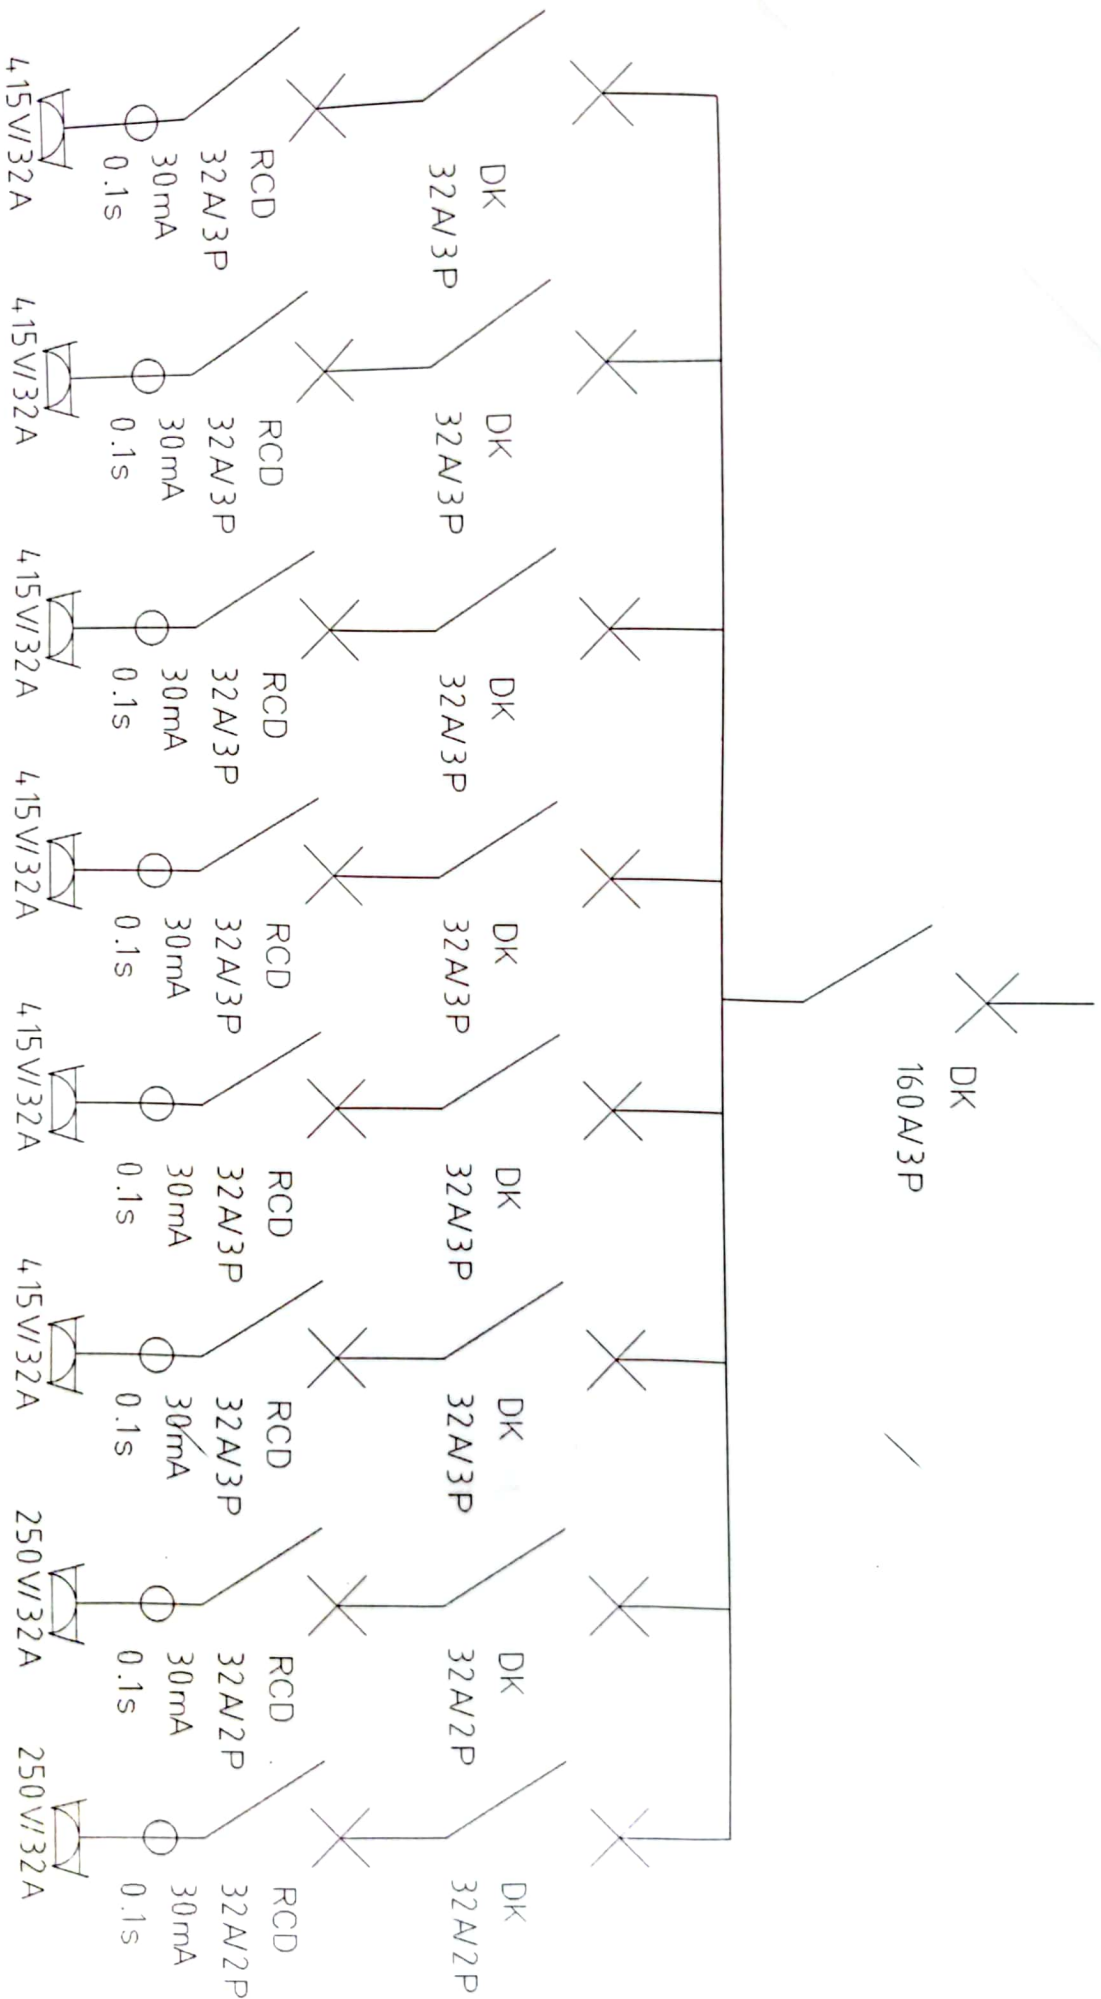 DK
160A/3P
DK
32A/3P
RCD
32A/3P
30mA
0.1s
415V/32A
DK
32A/3P
RCD
32A/3P
30mA
0.1s
415V/32A
DK
32A/3P
RCD
32A/3P
30mA
0.1s
415V/32A
DK
32A/3P
RCD
32A/3P
30mA
0.1s
415V/32A
DK
32A/3P
RCD
32A/3P
30mA
0.1s
415V/32A
DK
32A/3P
RCD
32A/3P
30mA
0.1s
415V/32A
DK
32A/2P
RCD
32A/2P
30mA
0.1s
250V/32A
DK
32A/2P
RCD
32A/2P
30mA
0.1s
250V/32A